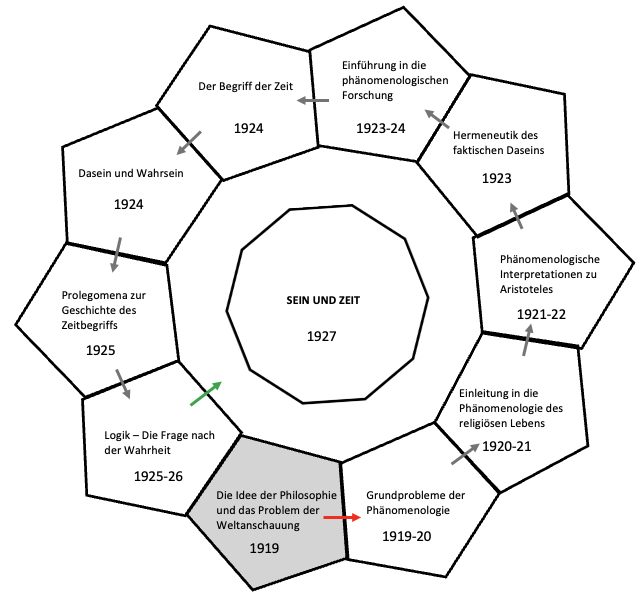 Einführung in die
phänomenologischen
Forschung
1923-24
Der Begriff der Zeit
1924
Hermeneutik des
faktischen Daseins
1923
Dasein und Wahrsein
1924
Phänomenologische
Interpretationen zu
Aristoteles
1921-22
Prolegomena zur
Geschichte des
Zeitbegriffs
1925
SEIN UND ZEIT
1927
Einleitung in die
Phänomenologie des
religiösen Lebens
1920-21
Logik – Die Frage nach
der Wahrheit
1925-26
Die Idee der Philosophie
und das Problem der
Weltanschauung
1919
Grundprobleme der
Phänomenologie
1919-20